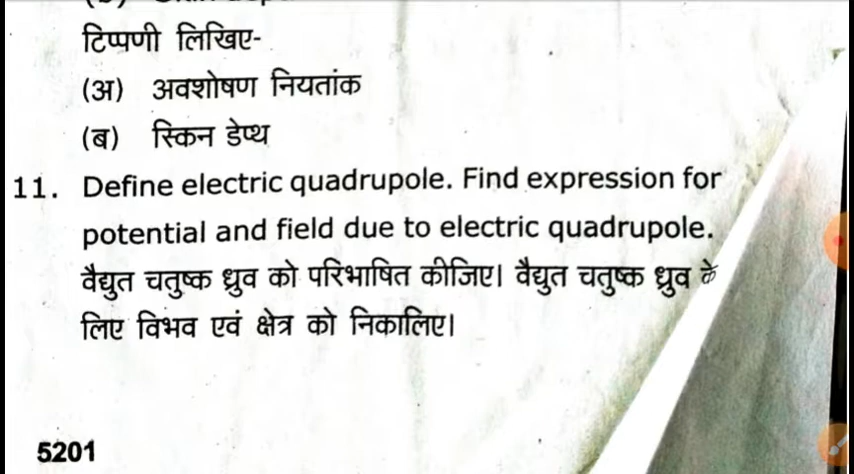 टिप्पणी लिखिए-
(अ) अवशोषण नियतांक
(ब) स्किन डेप्थ
11. Define electric quadrupole. Find expression for
potential and field due to electric quadrupole.
वैद्युत चतुष्क ध्रुव को परिभाषित कीजिए। वैद्युत चतुष्क ध्रुव के
लिए विभव एवं क्षेत्र को निकालिए।
5201